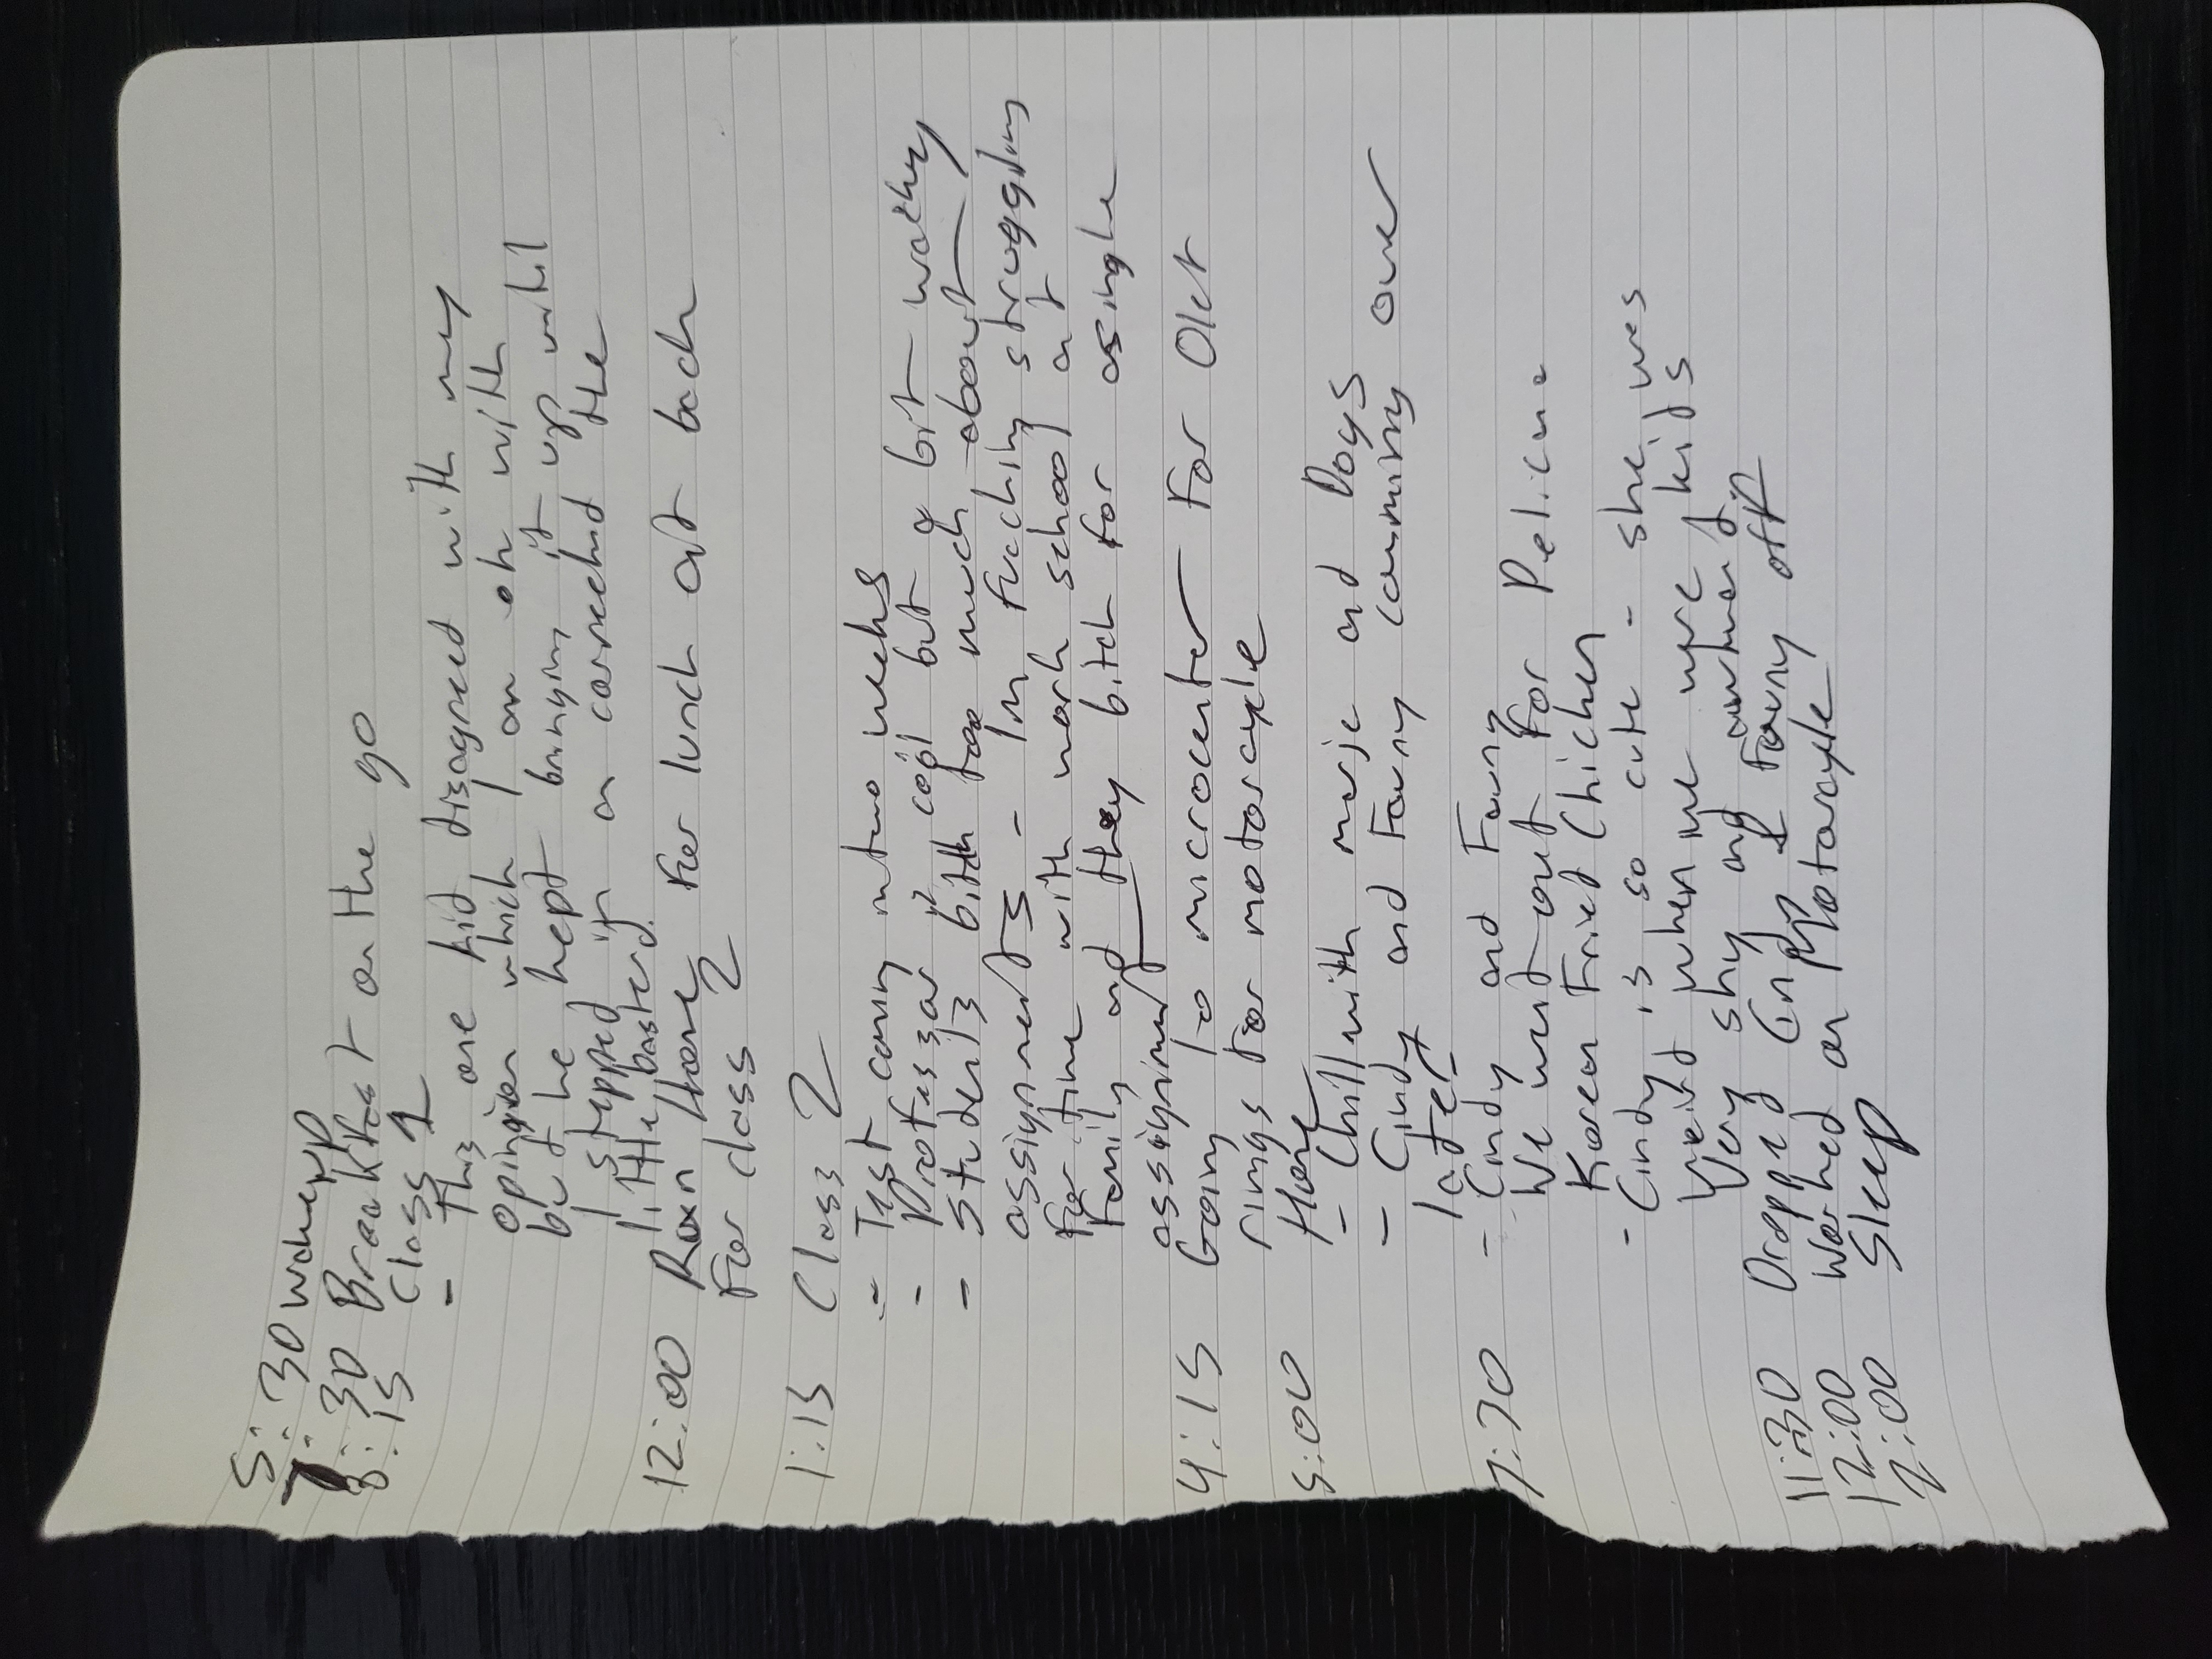 5:30 wakeup
7:30 Breakfast on the go
8:15 Class 1
- This one kid disagreed with my
opinion which I am ok with
but he kept bringing it up until
I stepped in an corrected the
little basterd.
12:00 Ran Home for lunch at back
for class 2
1:15 Class 2
- Test coming in two weeks
- Professor is cool but a bit wacky
- Students bitch too much about
assignments - Im fucking struggling
for time with work school at
family and they bitch for a single
assignment
4:15 Going to microcenter for
rings for motorcycle
5:00 Home
- Chill with and Dogs
- Cindy and Fanny comming over
later
7:30 - Cindy and Fanny
We went out for Pelicana
Korean Fried Chicken
- Cindy is so cute - she was
weird when we were kids
Very shy and awkward.
11:30 Dropped Cindy & Fanny off
12:00 Worked on Motorcycle
2:00 Sleep